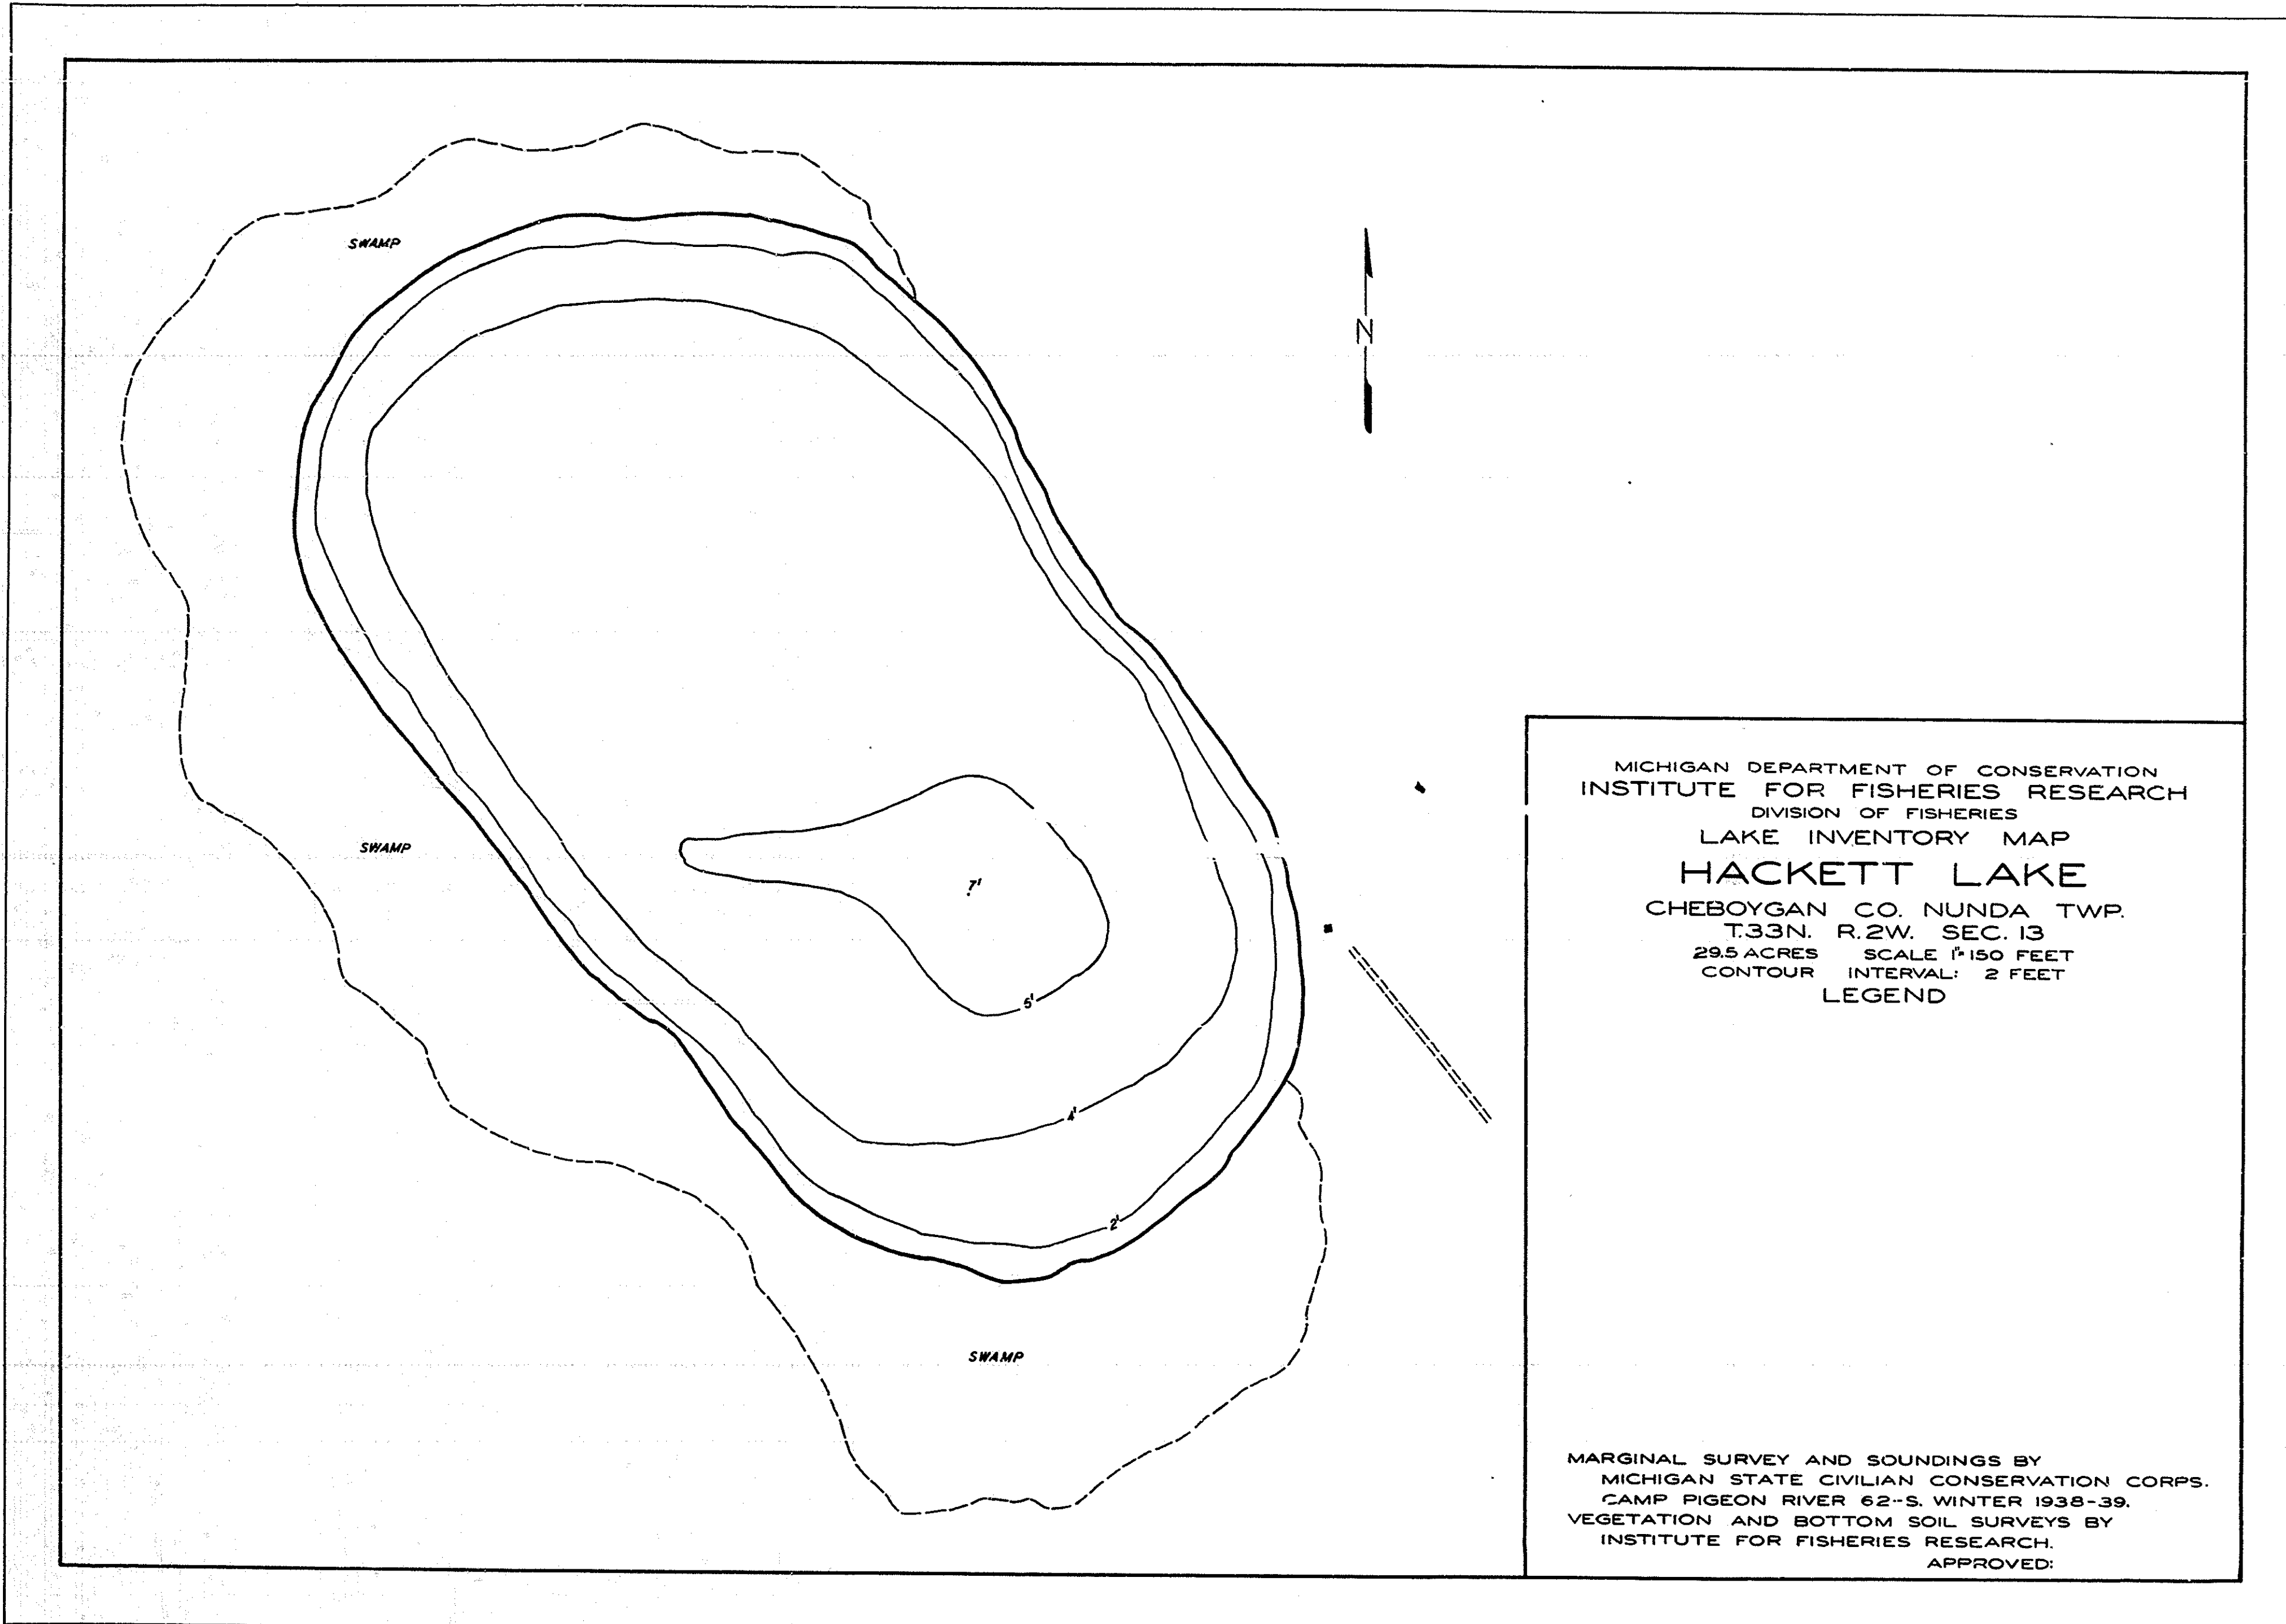 SWAMP
N
SWAMP
7'
5'
4'
2'
SWAMP
MICHIGAN DEPARTMENT OF CONSERVATION
INSTITUTE FOR FISHERIES RESEARCH
DIVISION OF FISHERIES
LAKE INVENTORY MAP
HACKETT LAKE
CHEBOYGAN CO. NUNDA TWP.
T.33N. R.2W. SEC. 13
29.5 ACRES SCALE 1"=150 FEET
CONTOUR INTERVAL: 2 FEET
LEGEND
MARGINAL SURVEY AND SOUNDINGS BY
MICHIGAN STATE CIVILIAN CONSERVATION CORPS.
CAMP PIGEON RIVER 62-S. WINTER 1938-39.
VEGETATION AND BOTTOM SOIL SURVEYS BY
INSTITUTE FOR FISHERIES RESEARCH.
APPROVED: